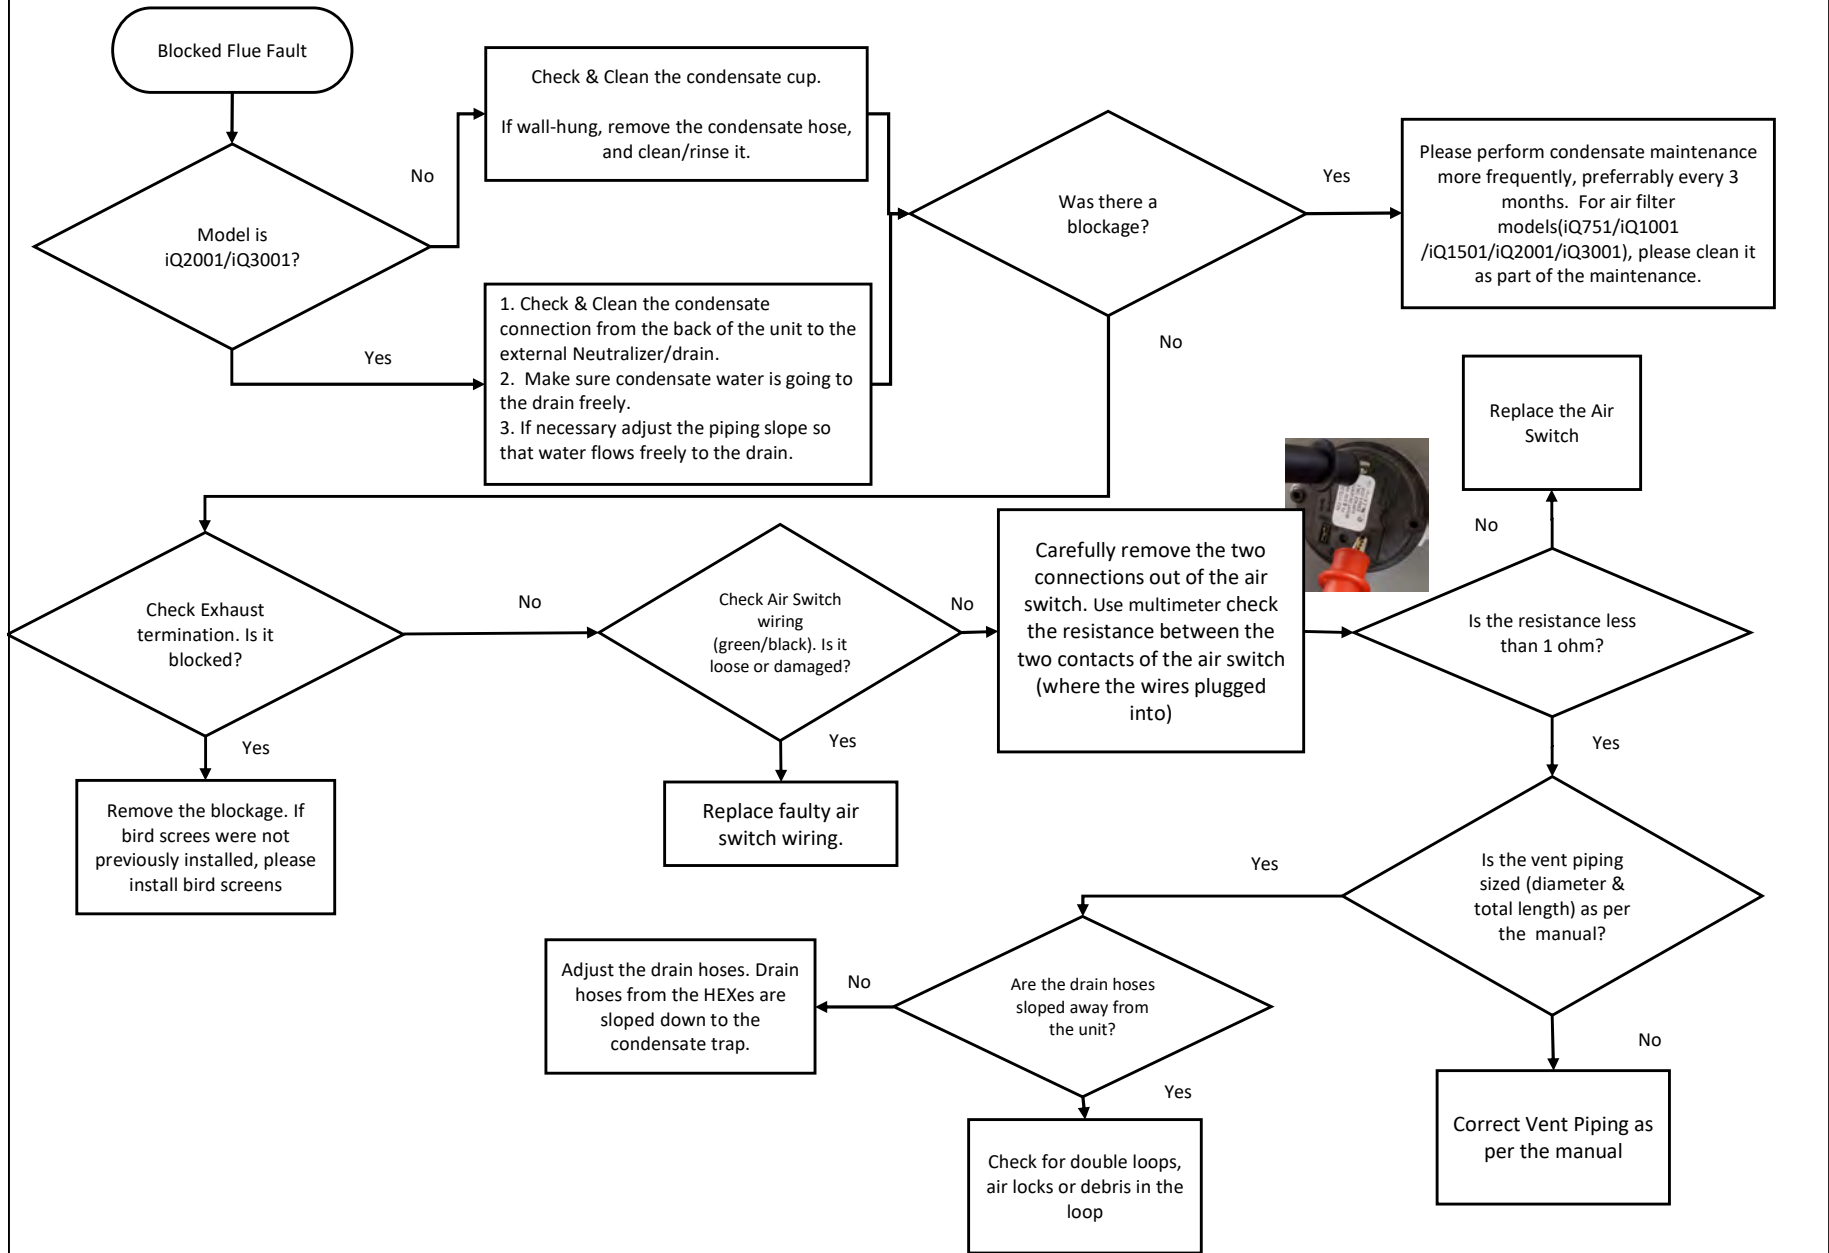 Blocked Flue Fault
Model is
iQ2001/iQ3001?
No
Yes
Check & Clean the condensate cup.
If wall-hung, remove the condensate hose,
and clean/rinse it.
1. Check & Clean the condensate
connection from the back of the unit to the
external Neutralizer/drain.
2.  Make sure condensate water is going to
the drain freely.
3. If necessary adjust the piping slope so
that water flows freely to the drain.
Was there a
blockage?
Yes
No
Please perform condensate maintenance
more frequently, preferrably every 3
months.  For air filter
models(iQ751/iQ1001
/iQ1501/iQ2001/iQ3001), please clean it
as part of the maintenance.
Check Exhaust
termination. Is it
blocked?
No
Yes
Remove the blockage. If
bird screes were not
previously installed, please
install bird screens
Check Air Switch
wiring
(green/black). Is it
loose or damaged?
No
Yes
Replace faulty air
switch wiring.
Carefully remove the two
connections out of the air
switch. Use multimeter check
the resistance between the
two contacts of the air switch
(where the wires plugged
into)
Is the resistance less
than 1 ohm?
No
Replace the Air
Switch
Yes
Is the vent piping
sized (diameter &
total length) as per
the  manual?
Yes
No
Correct Vent Piping as
per the manual
Are the drain hoses
sloped away from
the unit?
No
Adjust the drain hoses. Drain
hoses from the HEXes are
sloped down to the
condensate trap.
Yes
Check for double loops,
air locks or debris in the
loop